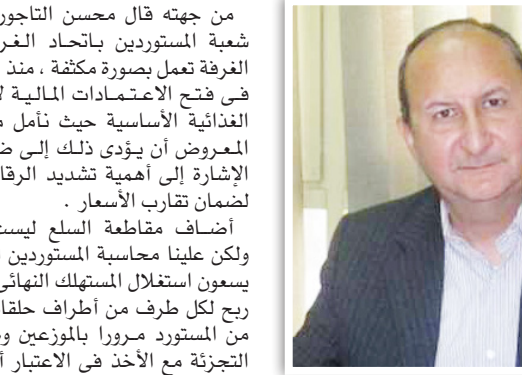 من جهته قال محسن التاجورى
شعبة المستوردين باتحاد الغر
الغرفة تعمل بصورة مكثفة ، منذ
فى فتح الاعتمادات المالية لا
الغذائية الأساسية حيث نأمل م
المعروض أن يؤدى ذلك إلى ض
الإشارة إلى أهمية تشديد الرقا
لضمان تقارب الأسعار .
أضاف مقاطعة السلع ليست
ولكن علينا محاسبة المستوردين
يسعون استغلال المستهلك النهائى
ربح لكل طرف من أطراف حلقا
من المستورد مرورا بالموزعين و
التجزئة مع الأخذ فى الاعتبار أ